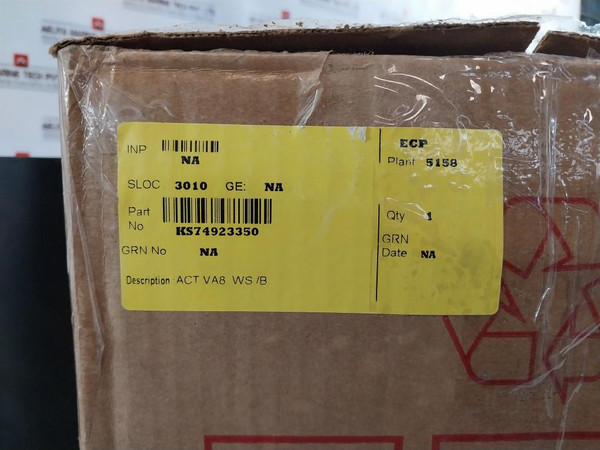 INP
NA
SLOC 3010 GE: NA
Part No KS74923350
GRN No NA
Description ACT VA8 WS /B
ECP
Plant 5158
Qty 1
GRN Date NA